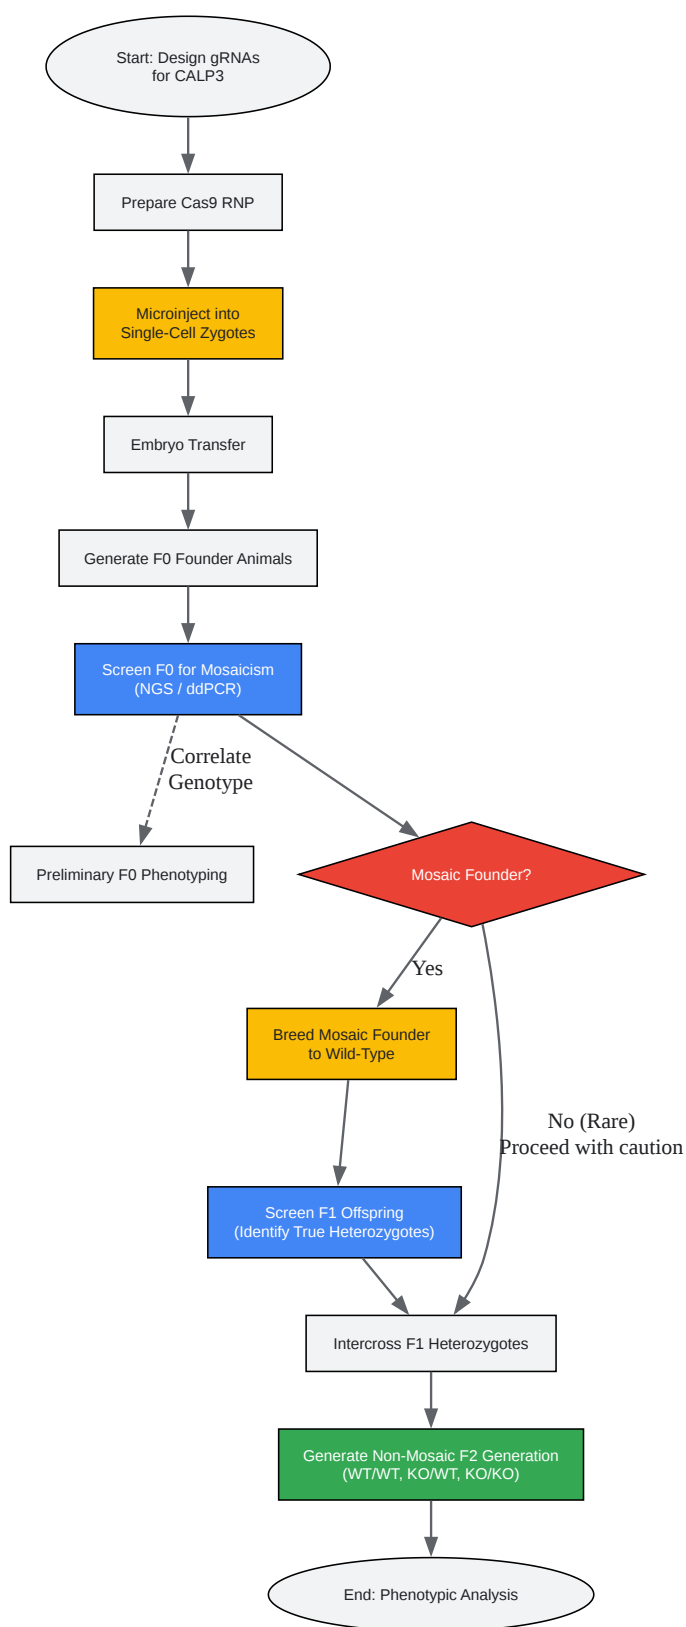 Start: Design gRNAs
for CALP3
Prepare Cas9 RNP
Microinject into
Single-Cell Zygotes
Embryo Transfer
Generate F0 Founder Animals
Screen F0 for Mosaicism
(NGS / ddPCR)
Correlate
Genotype
Preliminary F0 Phenotyping
Mosaic Founder?
Yes
Breed Mosaic Founder
to Wild-Type
No (Rare)
Proceed with caution
Screen F1 Offspring
(Identify True Heterozygotes)
Intercross F1 Heterozygotes
Generate Non-Mosaic F2 Generation
(WT/WT, KO/WT, KO/KO)
End: Phenotypic Analysis